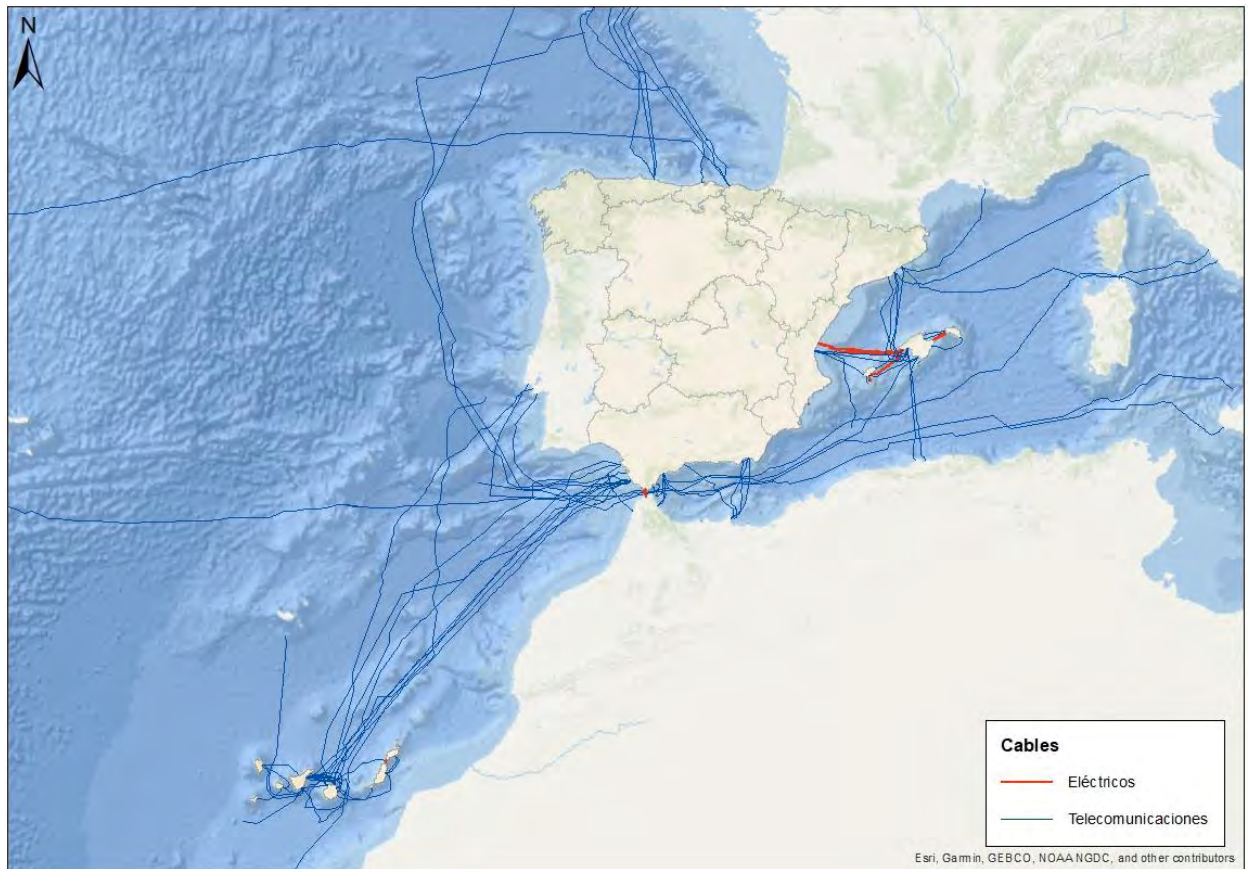 N
Cables
Eléctricos
Telecomunicaciones
Esri, Garmin, GEBCO, NOAA NGDC, and other contributors